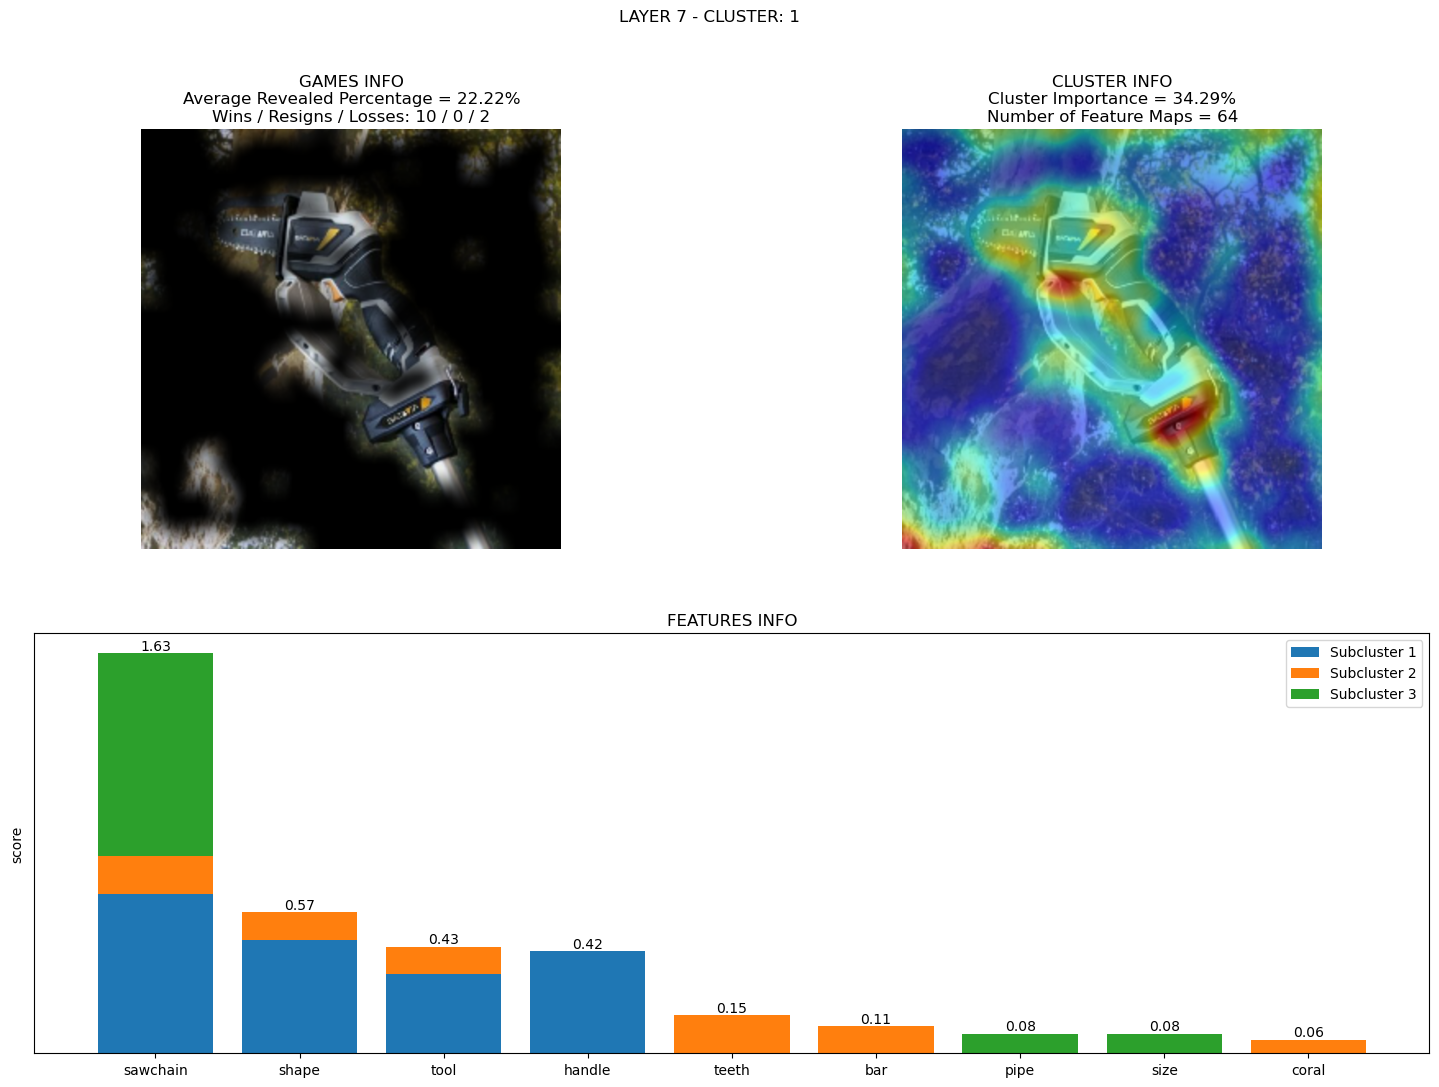 LAYER 7 - CLUSTER: 1
GAMES INFO
Average Revealed Percentage = 22.22%
Wins / Resigns / Losses: 10 / 0 / 2
CLUSTER INFO
Cluster Importance = 34.29%
Number of Feature Maps = 64
FEATURES INFO
score
1.63
0.57
0.43
0.42
0.15
0.11
0.08
0.08
0.06
Subcluster 1
Subcluster 2
Subcluster 3
sawchain
shape
tool
handle
teeth
bar
pipe
size
coral